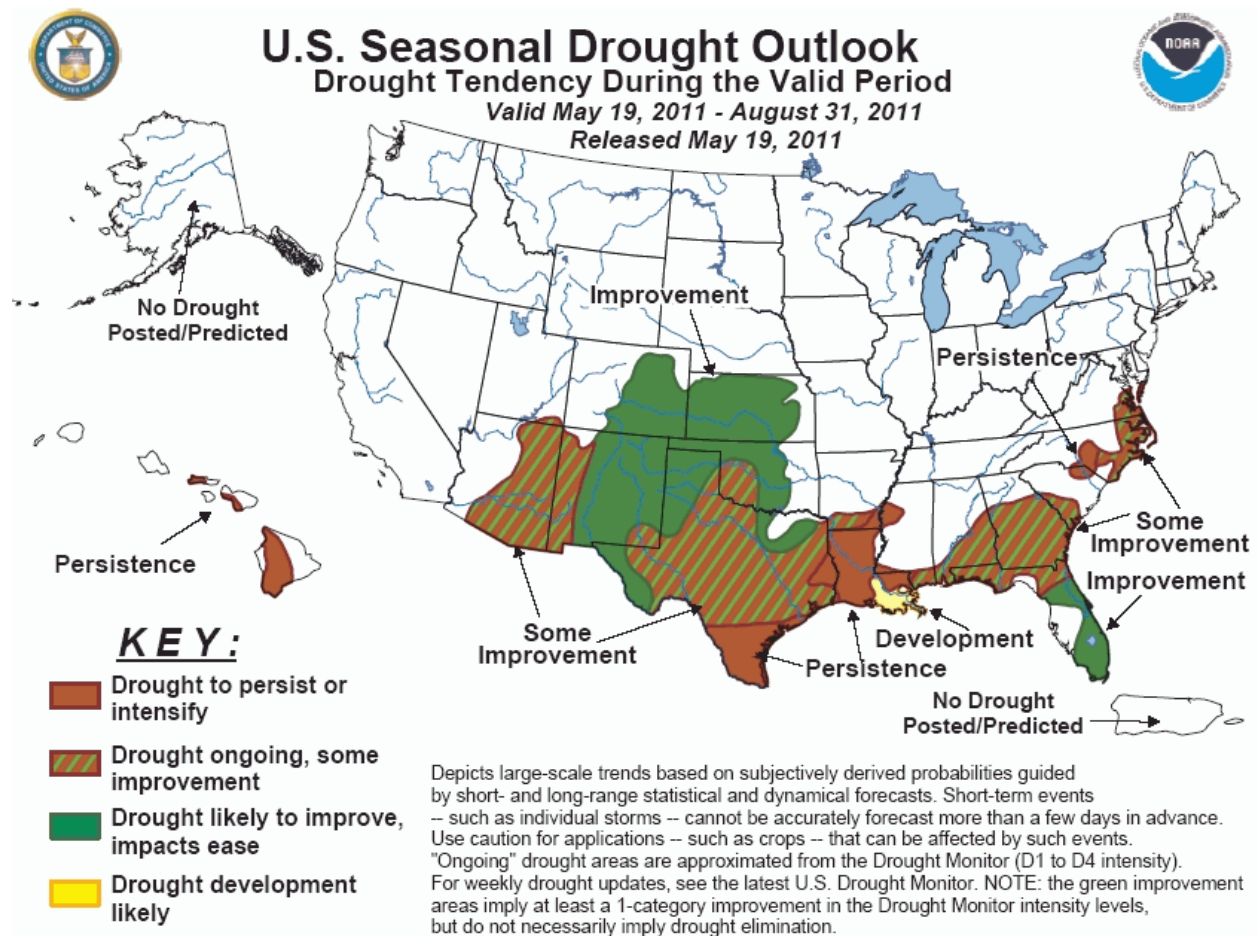 U.S. Seasonal Drought Outlook
Drought Tendency During the Valid Period
Valid May 19, 2011 - August 31, 2011
Released May 19, 2011
NOAA
No Drought
Posted/Predicted
Improvement
Persistence
Persistence
Some
Improvement
Improvement
Some
Improvement
Development
Persistence
No Drought
Posted/Predicted
KEY:
Drought to persist or
intensify
Drought ongoing, some
improvement
Drought likely to improve,
impacts ease
Drought development
likely
Depicts large-scale trends based on subjectively derived probabilities guided
by short- and long-range statistical and dynamical forecasts. Short-term events
-- such as individual storms -- cannot be accurately forecast more than a few days in advance.
Use caution for applications -- such as crops -- that can be affected by such events.
"Ongoing" drought areas are approximated from the Drought Monitor (D1 to D4 intensity).
For weekly drought updates, see the latest U.S. Drought Monitor. NOTE: the green improvement
areas imply at least a 1-category improvement in the Drought Monitor intensity levels,
but do not necessarily imply drought elimination.